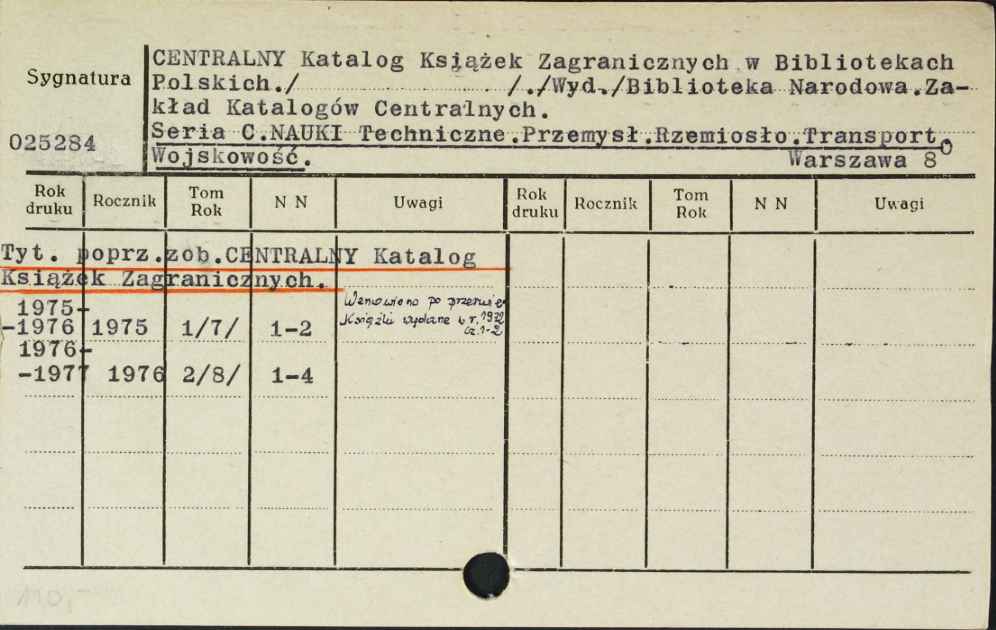 CENTRALNY Katalog Książek Zagranicznych w Bibliotekach
Sygnatura
Polskich./ /./Wyd./Biblioteka Narodowa.Za-
kład Katalogów Centralnych.
025284
Seria C.NAUKI Techniczne.Przemysł.Rzemiosło.Transport.
Wojskowość. Warszawa 8º
Rok druku Rocznik Tom Rok N N Uwagi Rok druku Rocznik Tom Rok N N Uwagi
Tyt. poprz.zob.CENTRALNY Katalog
Książek Zagranicznych.
1975-
-1976 1975 1/7/ 1-2
Wznowiono po przerwie
Książki wydane w r. 1972
cz. 1-2
1976-
-1977 1976 2/8/ 1-4
110,-